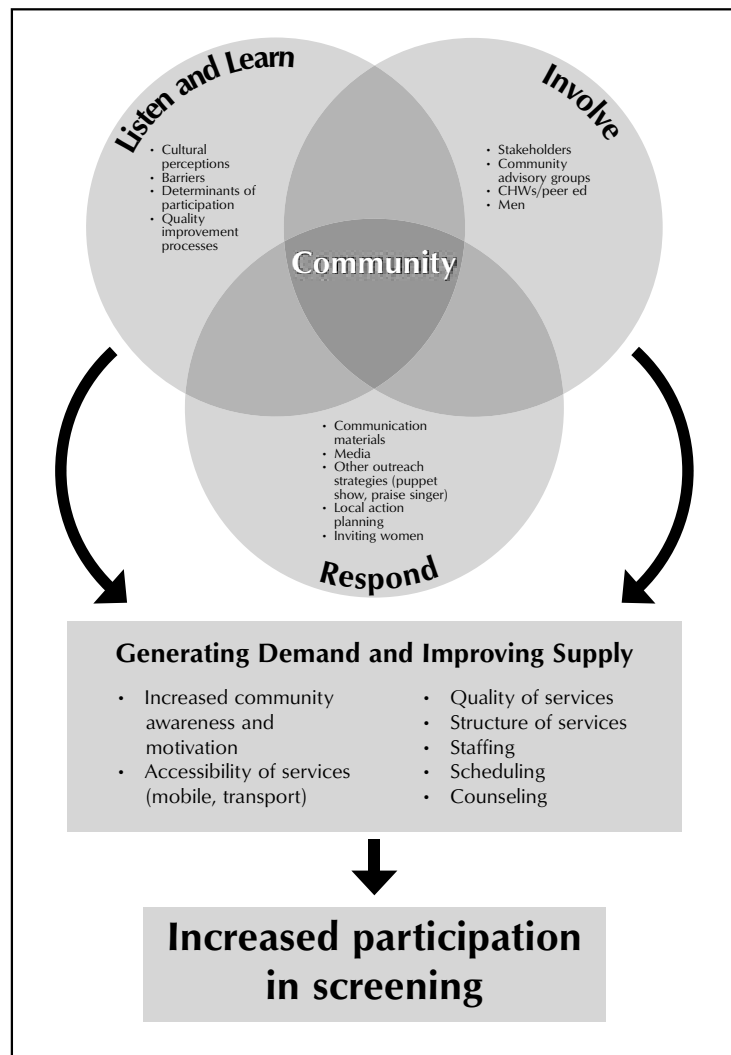 Listen and Learn
• Cultural
perceptions
• Barriers
• Determinants of
participation
• Quality
improvement
processes
Involve
• Stakeholders
• Community
advisory groups
• CHWs/peer ed
• Men
Community
• Communication
materials
• Media
• Other outreach
strategies (puppet
show, praise singer)
• Local action
planning
• Inviting women
Respond
Generating Demand and Improving Supply
• Increased community
awareness and
motivation
• Accessibility of services
(mobile, transport)
• Quality of services
• Structure of services
• Staffing
• Scheduling
• Counseling
Increased participation
in screening